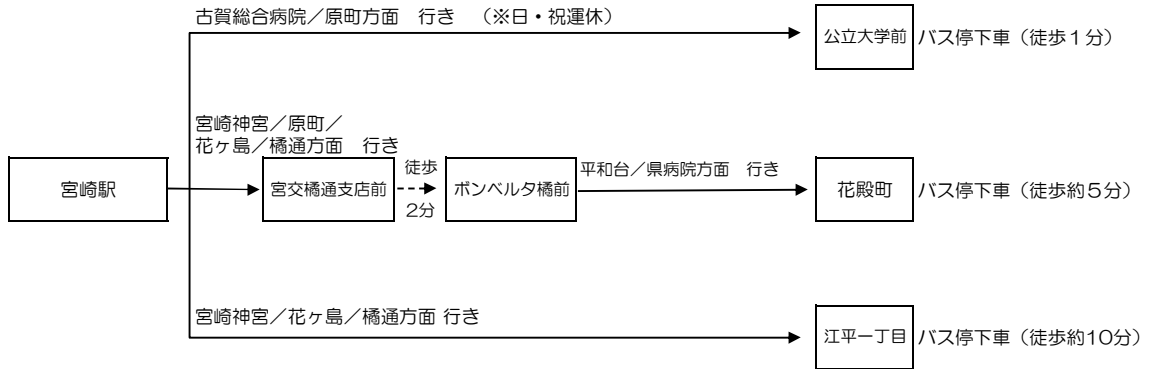 古賀総合病院／原町方面　行き　（※日・祝運休）
公立大学前
バス停下車（徒歩１分）
宮崎神宮／原町／
花ヶ島／橘通方面　行き
宮崎駅
宮交橘通支店前
徒歩
2分
ボンベルタ橘前
平和台／県病院方面　行き
花殿町
バス停下車（徒歩約５分）
宮崎神宮／花ヶ島／橘通方面 行き
江平一丁目
バス停下車（徒歩約10分）